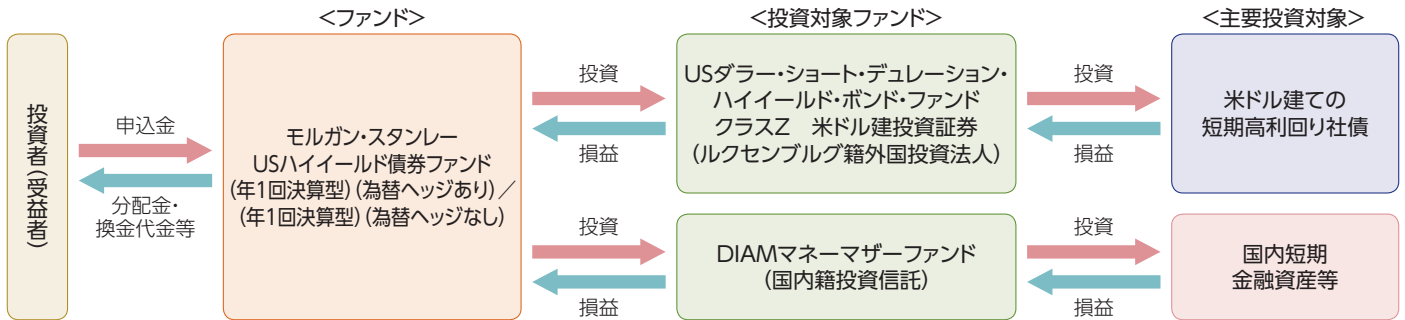 <ファンド>
<投資対象ファンド>
<主要投資対象>
投資者(受益者)
申込金
分配金・
換金代金等
モルガン・スタンレー
USハイイールド債券ファンド
(年1回決算型)(為替ヘッジあり)／
(年1回決算型)(為替ヘッジなし)
投資
損益
USダラー・ショート・デュレーション・
ハイイールド・ボンド・ファンド
クラスZ　米ドル建投資証券
(ルクセンブルグ籍外国投資法人)
投資
損益
米ドル建ての
短期高利回り社債
投資
損益
DIAMマネーマザーファンド
(国内籍投資信託)
投資
損益
国内短期
金融資産等